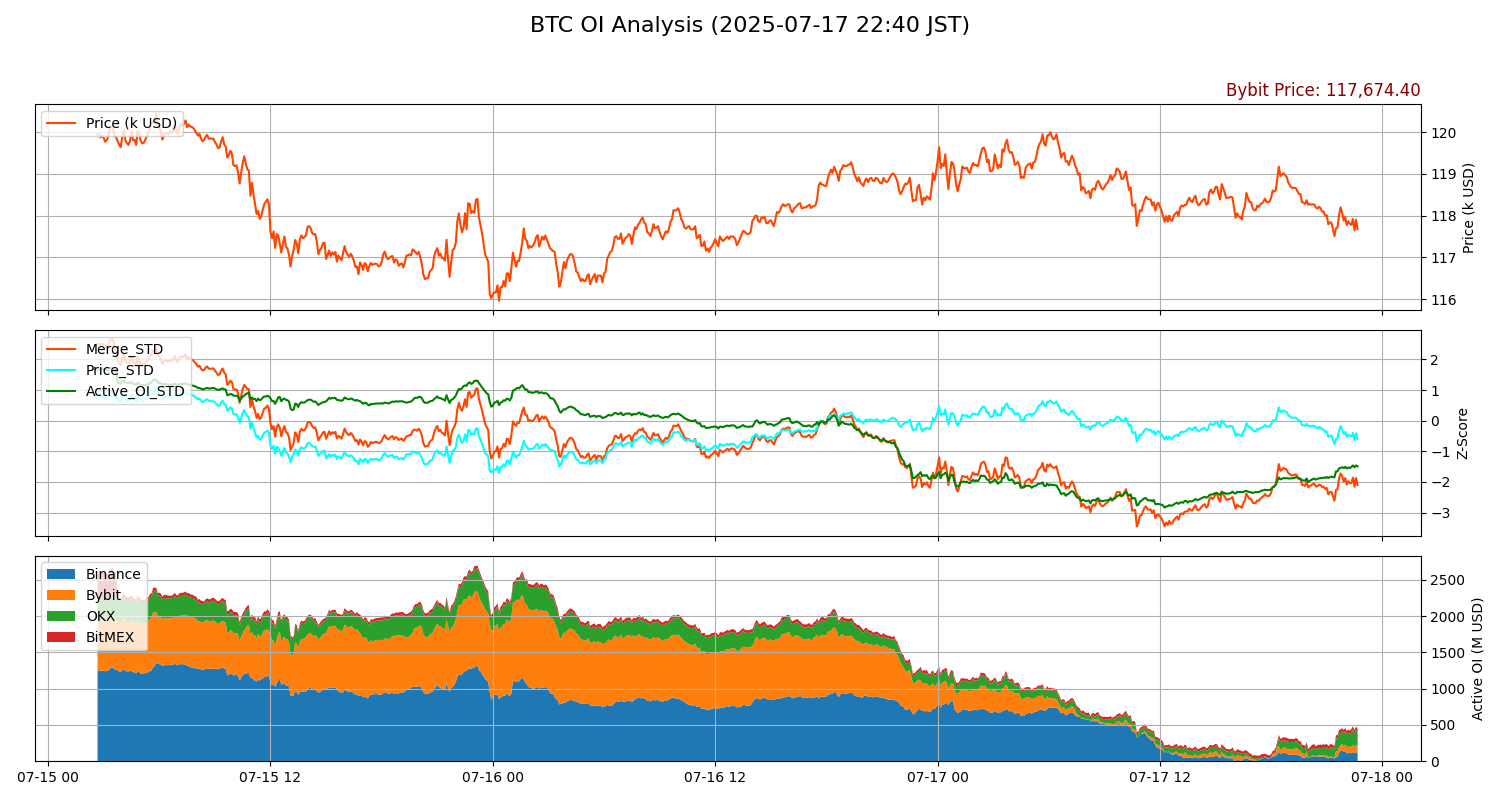 BTC OI Analysis (2025-07-17 22:40 JST)
Bybit Price: 117,674.40
Price (k USD)
120
119
118
117
116
Price (k USD)
Merge_STD
Price_STD
Active_OI_STD
2
1
0
−1
−2
−3
Z-Score
Binance
Bybit
OKX
BitMEX
2500
2000
1500
1000
500
0
Active OI (M USD)
07-15 00
07-15 12
07-16 00
07-16 12
07-17 00
07-17 12
07-18 00